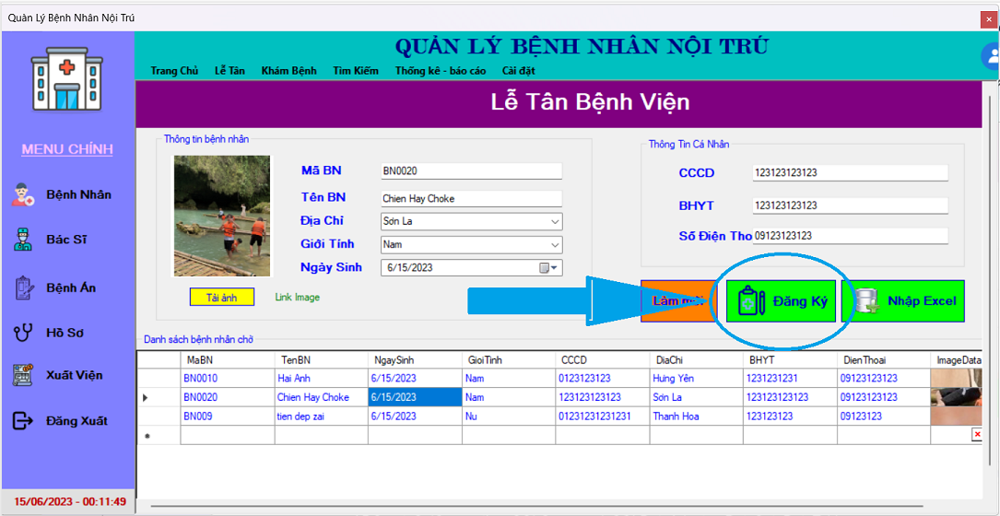 Quản Lý Bệnh Nhân Nội Trú
QUẢN LÝ BỆNH NHÂN NỘI TRÚ
Trang Chủ Lễ Tân Khám Bệnh Tìm Kiếm Thống kê - báo cáo Cài đặt
Lễ Tân Bệnh Viện
MENU CHÍNH
Bệnh Nhân
Bác Sĩ
Bệnh Án
Hồ Sơ
Xuất Viện
Đăng Xuất
15/06/2023 - 00:11:49
Thông tin bệnh nhân
Mã BN BN0020
Tên BN Chien Hay Choke
Địa Chỉ Sơn La
Giới Tính Nam
Ngày Sinh 6/15/2023
Tải ảnh Link Image
Thông Tin Cá Nhân
CCCD 123123123123
BHYT 123123123123
Số Điện Tho 09123123123
Làm mới Đăng Ký Nhập Excel
Danh sách bệnh nhân chờ
MaBN TenBN NgaySinh GioiTinh CCCD DiaChi BHYT DienThoai ImageData
BN0010 Hai Anh 6/15/2023 Nam 0123123123 Hưng Yên 1231231231 09123123123
BN0020 Chien Hay Choke 6/15/2023 Nam 123123123123 Sơn La 123123123123 09123123123
BN009 tien dep zai 6/15/2023 Nu 01231231231231 Thanh Hoa 123123123 09123123